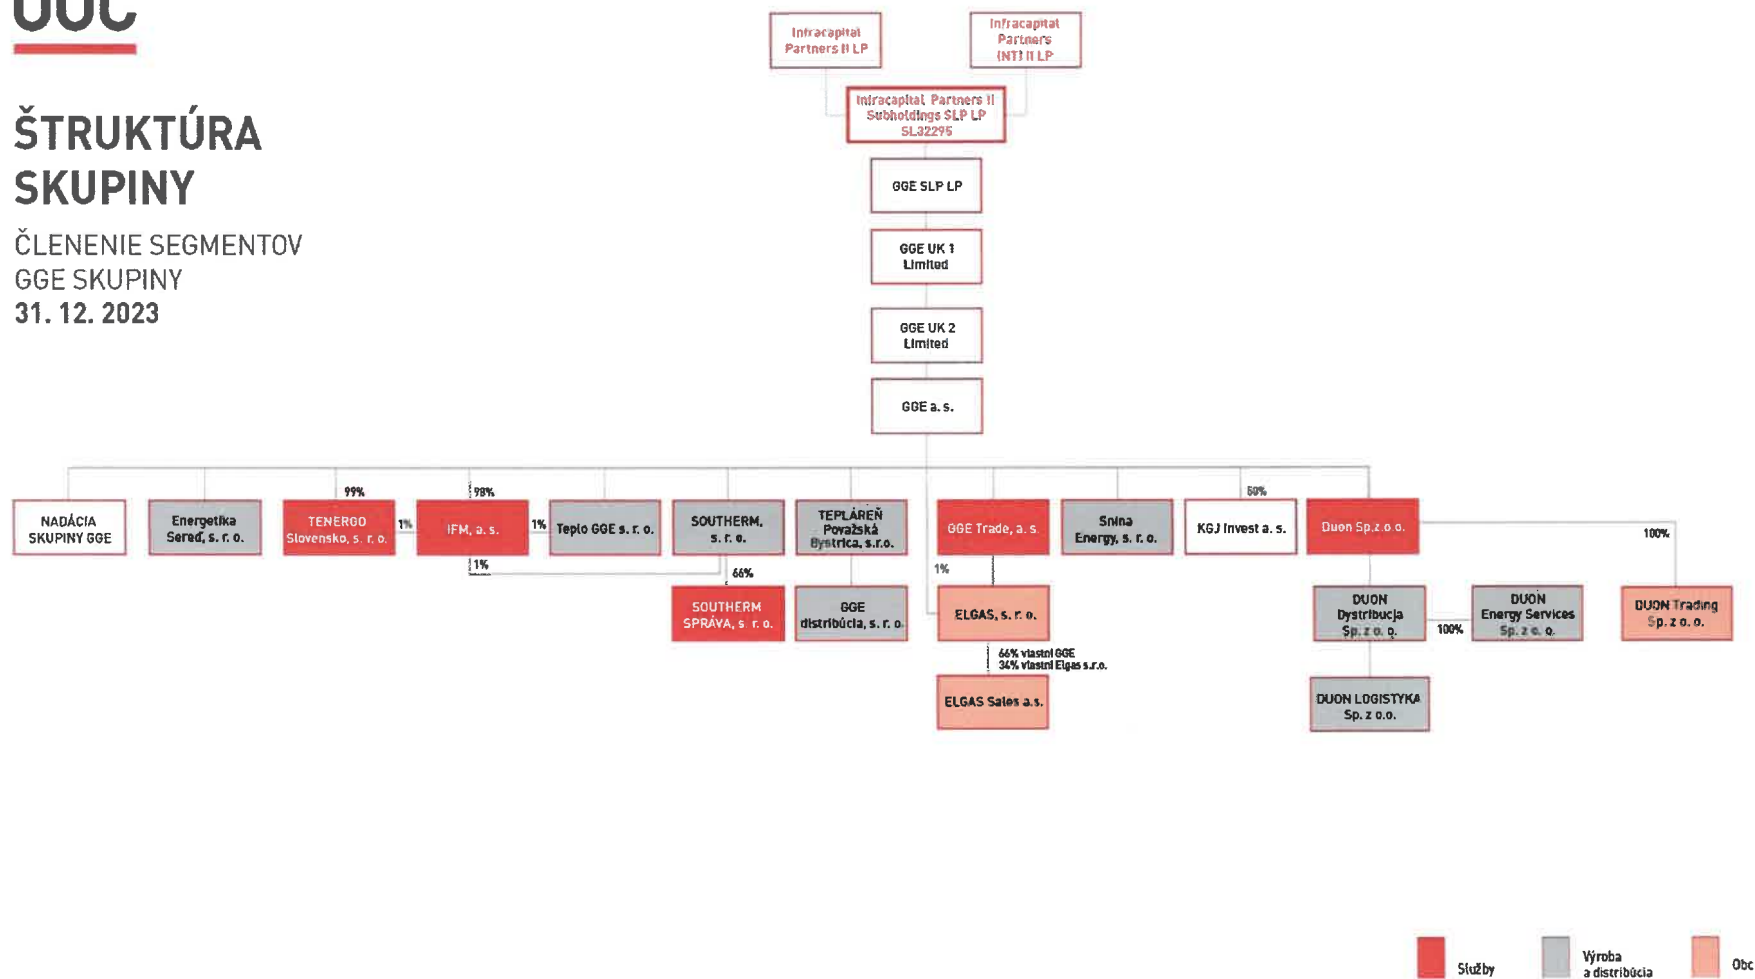 ŠTRUKTÚRA
SKUPINY
ČLENENIE SEGMENTOV
GGE SKUPINY
31. 12. 2023
Infracapital
Partners II LP
Infracapital
Partners
(NT) II LP
Infracapital Partners II
Subholdings SLP LP
SL32295
GGE SLP LP
GGE UK 1
Limited
GGE UK 2
Limited
GGE a. s.
NADÁCIA
SKUPINY GGE
Energetika
Sereď, s. r. o.
99%
TENERGO
Slovensko, s. r. o.
1%
98%
IFM, a. s.
1%
1%
Teplo GGE s. r. o.
SOUTHERM,
s. r. o.
66%
SOUTHERM
SPRÁVA, s. r. o.
TEPLÁREŇ
Považská
Bystrica, s.r.o.
GGE
distribúcia, s. r. o.
GGE Trade, a. s.
1%
ELGAS, s. r. o.
66% vlastní GGE
34% vlastní Elgas s.r.o.
ELGAS Sales a.s.
Snina
Energy, s. r. o.
50%
KGJ Invest a. s.
Duon Sp.z.o.o.
100%
DUON
Dystrybucja
Sp. z o. o.
100%
DUON
Energy Services
Sp. z o. o.
DUON Trading
Sp. z o. o.
DUON LOGISTYKA
Sp. z o.o.
Služby
Výroba
a distribúcia
Obc